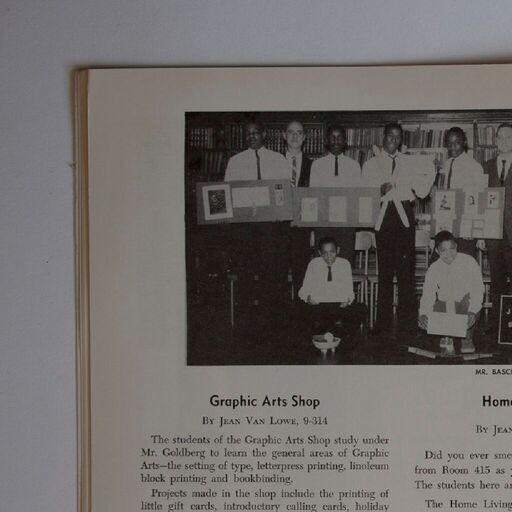 MR. BASC
Graphic Arts Shop
BY JEAN VAN LOWE, 9-314
The students of the Graphic Arts Shop study under
Mr. Goldberg to learn the general areas of Graphic
Arts—the setting of type, letterpress printing, linoleum
block printing and bookbinding.
Projects made in the shop include the printing of
little gift cards, introductory calling cards, holiday
Home
BY JEAN
Did you ever sme
from Room 415 as y
The students here ar
The Home Living